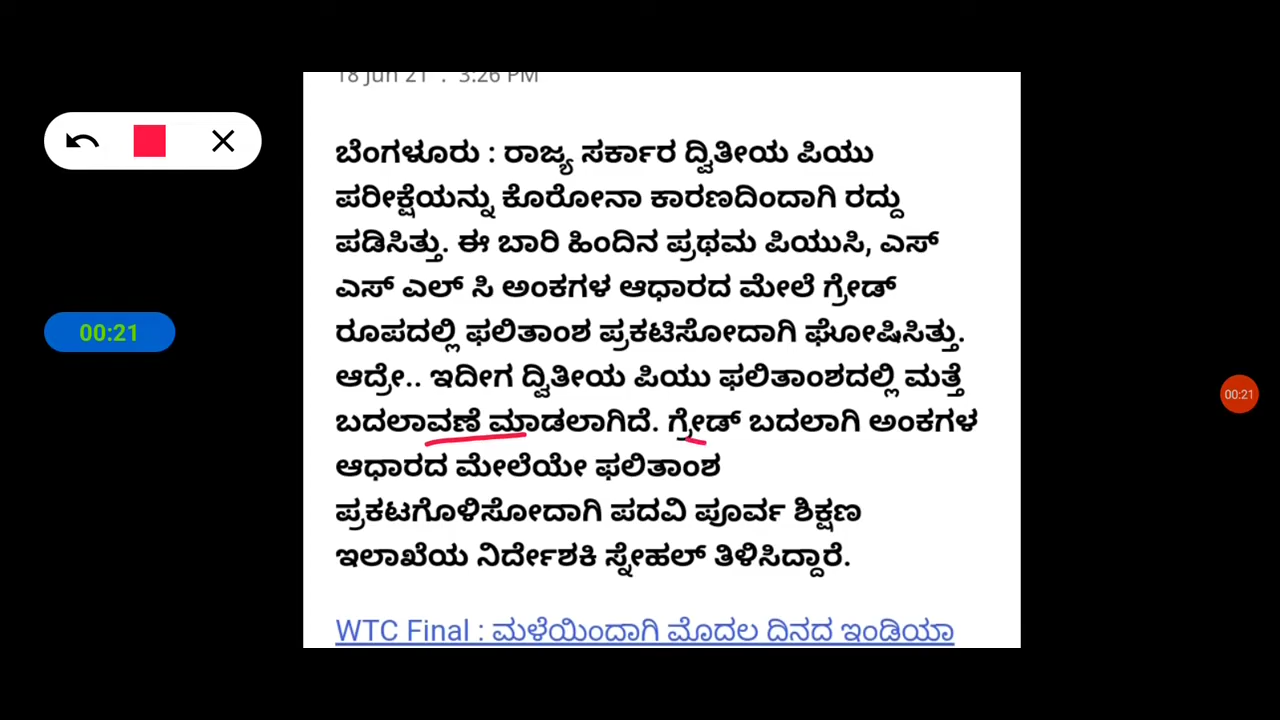 18 Jun 21 . 3:26 PM
ಬೆಂಗಳೂರು : ರಾಜ್ಯ ಸರ್ಕಾರ ದ್ವಿತೀಯ ಪಿಯು
ಪರೀಕ್ಷೆಯನ್ನು ಕೊರೋನಾ ಕಾರಣದಿಂದಾಗಿ ರದ್ದು
ಪಡಿಸಿತ್ತು. ಈ ಬಾರಿ ಹಿಂದಿನ ಪ್ರಥಮ ಪಿಯುಸಿ, ಎಸ್
ಎಸ್ ಎಲ್ ಸಿ ಅಂಕಗಳ ಆಧಾರದ ಮೇಲೆ ಗ್ರೇಡ್
ರೂಪದಲ್ಲಿ ಫಲಿತಾಂಶ ಪ್ರಕಟಿಸೋದಾಗಿ ಘೋಷಿಸಿತ್ತು.
00:21
ಆದ್ರೇ.. ಇದೀಗ ದ್ವಿತೀಯ ಪಿಯು ಫಲಿತಾಂಶದಲ್ಲಿ ಮತ್ತೆ
00:21
ಬದಲಾವಣೆ ಮಾಡಲಾಗಿದೆ. ಗ್ರೇಡ್ ಬದಲಾಗಿ ಅಂಕಗಳ
ಆಧಾರದ ಮೇಲೆಯೇ ಫಲಿತಾಂಶ
ಪ್ರಕಟಗೊಳಿಸೋದಾಗಿ ಪದವಿ ಪೂರ್ವ ಶಿಕ್ಷಣ
ಇಲಾಖೆಯ ನಿರ್ದೇಶಕಿ ಸ್ನೇಹಲ್ ತಿಳಿಸಿದ್ದಾರೆ.
WTC Final : ಮಳೆಯಿಂದಾಗಿ ಮೊದಲ ದಿನದ ಇಂಡಿಯಾ